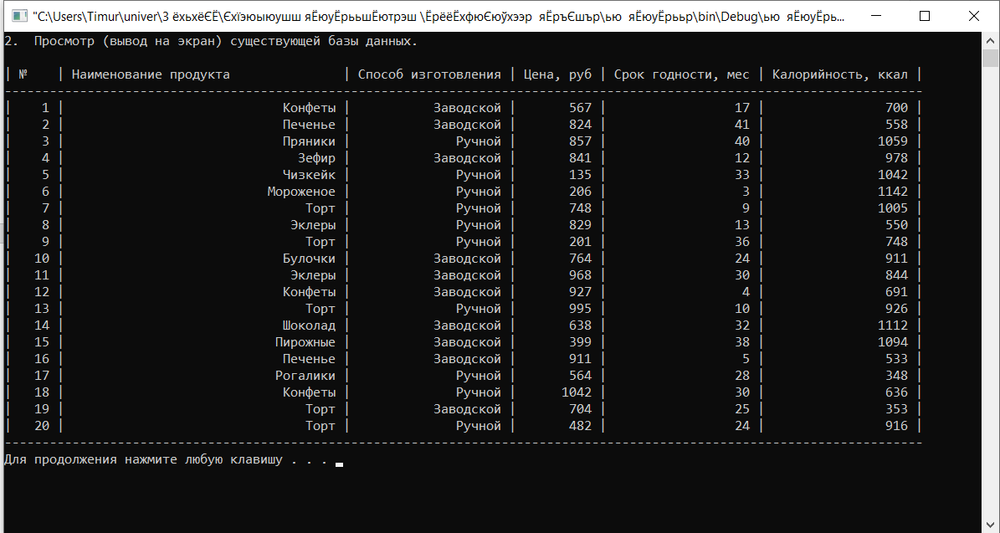 "C:\Users\Timur\univer\3 ёхьхёЄЁ\Єхїэюыюушш яЁюуЁрььшЁютрэш \ЁрёёЁхфюЄюўхээр  яЁръЄшър\ью  яЁюуЁрььр\bin\Debug\ью  яЁюуЁрь...
2.  Просмотр (вывод на экран) существующей базы данных.
| №    | Наименование продукта               | Способ изготовления | Цена, руб | Срок годности, мес | Калорийность, ккал |
--------------------------------------------------------------------------------------------------------------------------
|    1 |                             Конфеты |           Заводской |       567 |                 17 |                700 |
|    2 |                             Печенье |           Заводской |       824 |                 41 |                558 |
|    3 |                             Пряники |              Ручной |       857 |                 40 |               1059 |
|    4 |                               Зефир |           Заводской |       841 |                 12 |                978 |
|    5 |                             Чизкейк |              Ручной |       135 |                 33 |               1042 |
|    6 |                           Мороженое |              Ручной |       206 |                  3 |               1142 |
|    7 |                                Торт |              Ручной |       748 |                  9 |               1005 |
|    8 |                              Эклеры |              Ручной |       829 |                 13 |                550 |
|    9 |                                Торт |              Ручной |       201 |                 36 |                748 |
|   10 |                             Булочки |           Заводской |       764 |                 24 |                911 |
|   11 |                              Эклеры |           Заводской |       968 |                 30 |                844 |
|   12 |                             Конфеты |           Заводской |       927 |                  4 |                691 |
|   13 |                                Торт |              Ручной |       995 |                 10 |                926 |
|   14 |                             Шоколад |           Заводской |       638 |                 32 |               1112 |
|   15 |                            Пирожные |           Заводской |       399 |                 38 |               1094 |
|   16 |                             Печенье |           Заводской |       911 |                  5 |                533 |
|   17 |                            Рогалики |              Ручной |       564 |                 28 |                348 |
|   18 |                             Конфеты |              Ручной |      1042 |                 30 |                636 |
|   19 |                                Торт |           Заводской |       704 |                 25 |                353 |
|   20 |                                Торт |              Ручной |       482 |                 24 |                916 |
--------------------------------------------------------------------------------------------------------------------------
Для продолжения нажмите любую клавишу . . .